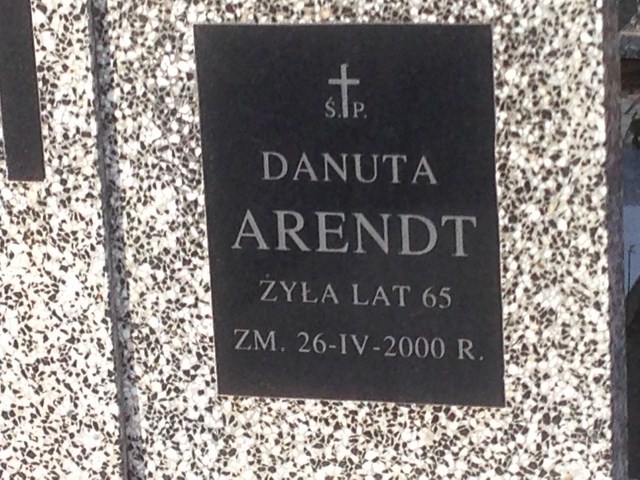 Ś.P.
DANUTA
ARENDT
ŻYŁA LAT 65
ZM. 26-IV-2000 R.